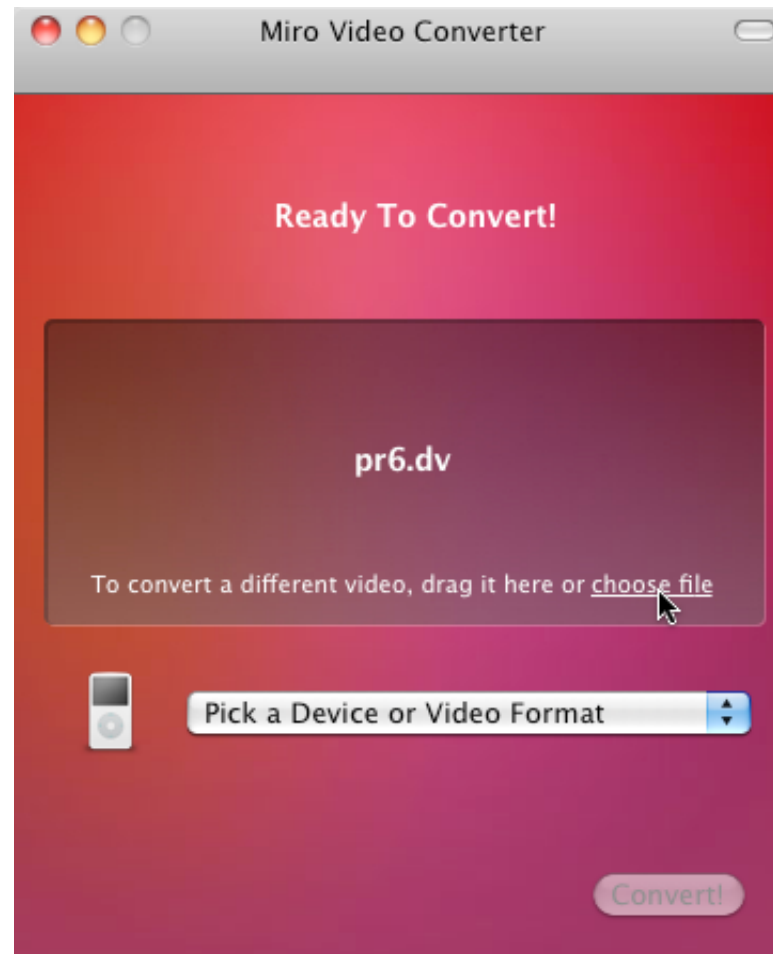 Miro Video Converter
Ready To Convert!
pr6.dv
To convert a different video, drag it here or choose file
Pick a Device or Video Format
Convert!